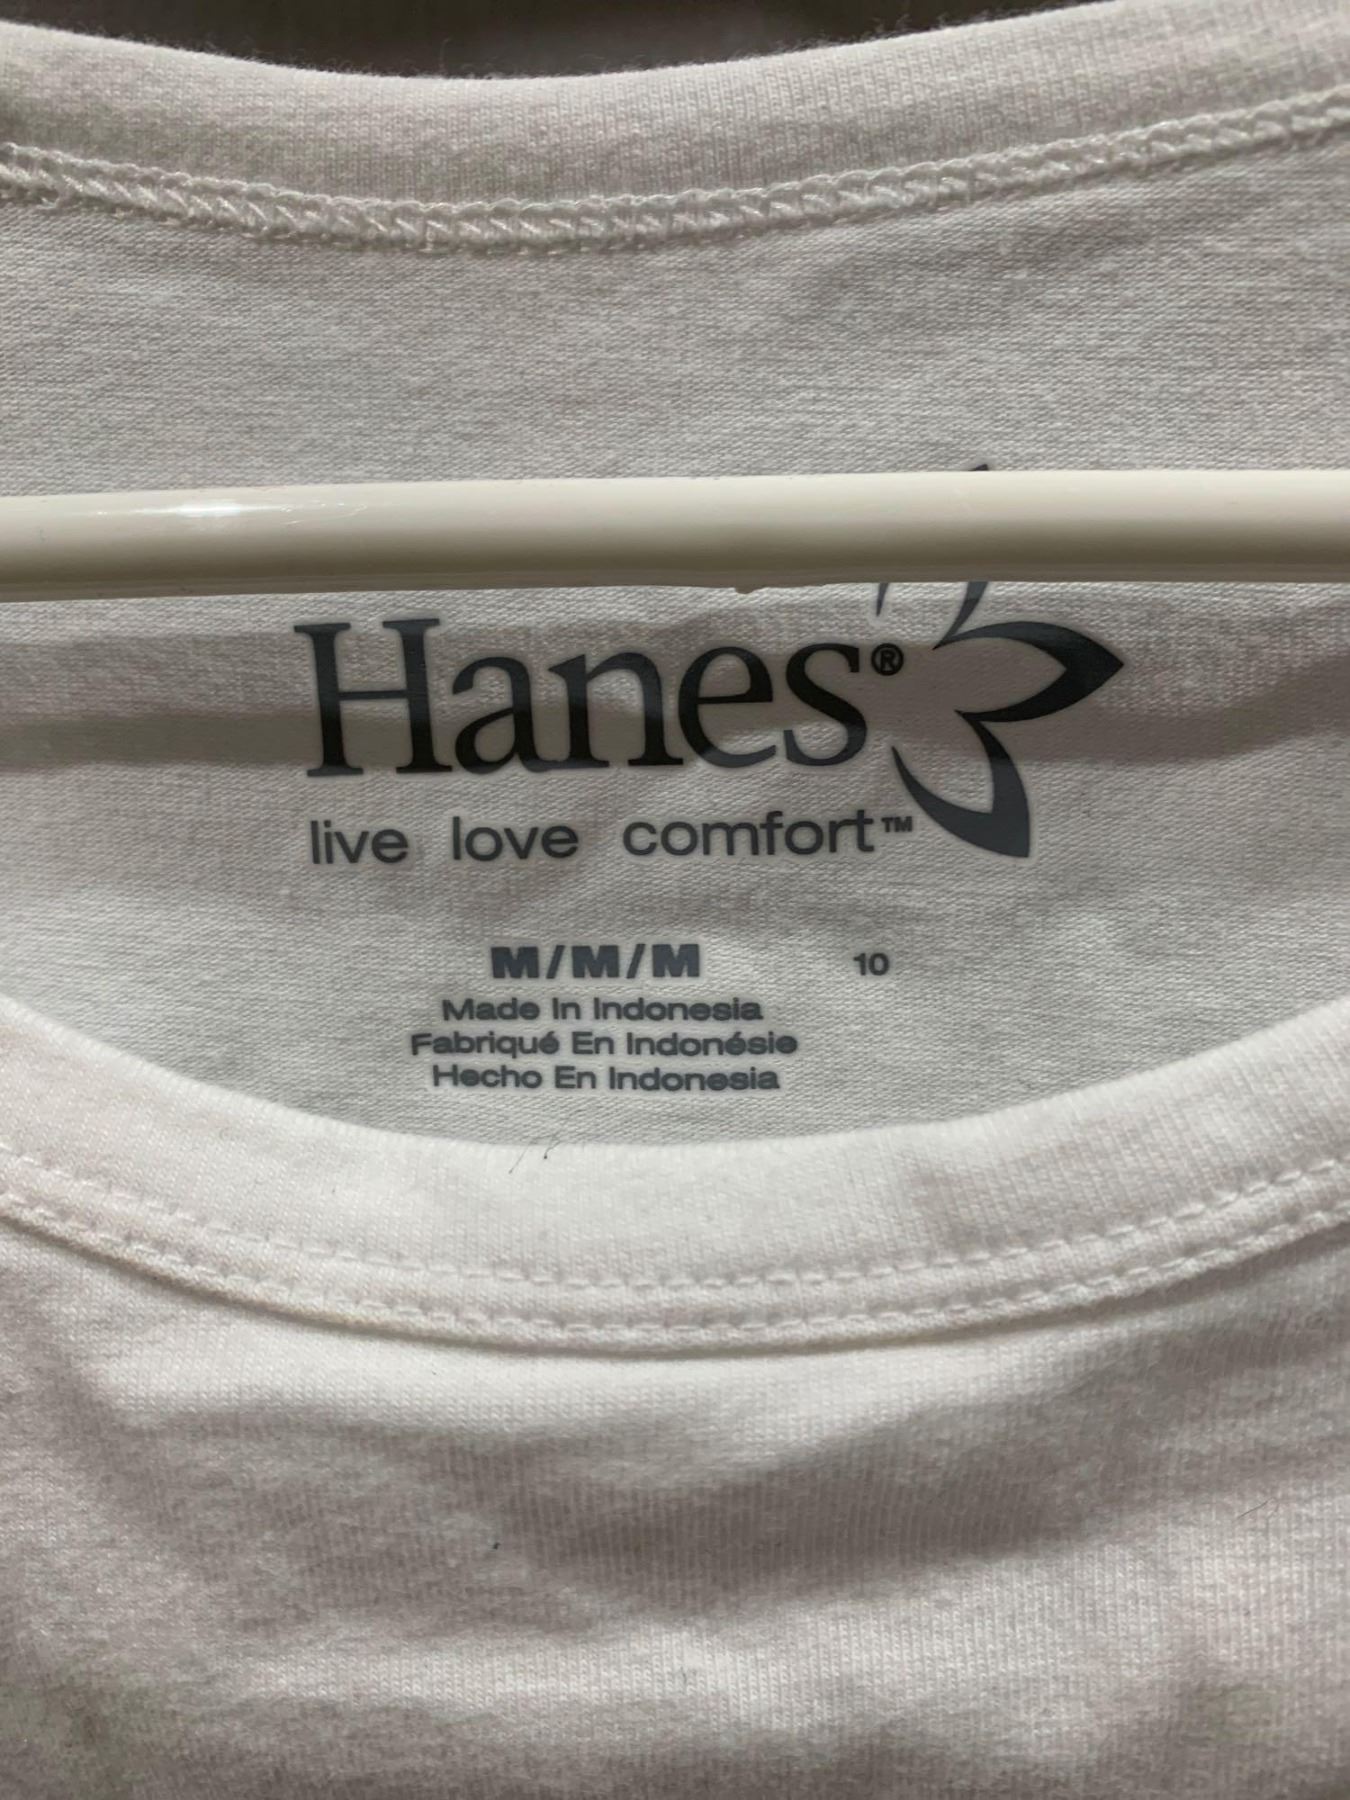 Hanes®
live love comfort™
M/M/M 10
Made In Indonesia
Fabriqué En Indonésie
Hecho En Indonesia